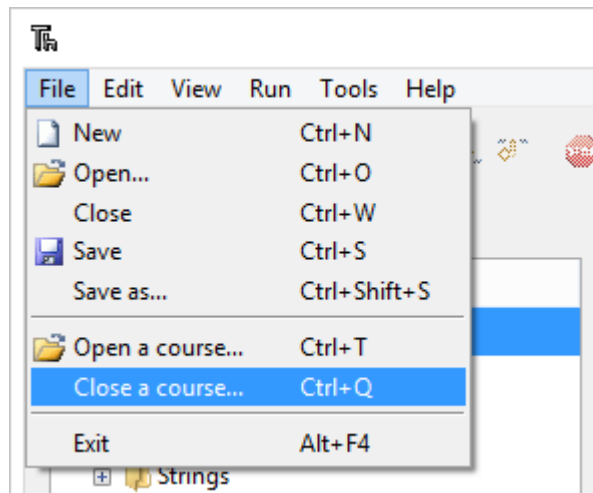 Th
File Edit View Run Tools Help
New Ctrl+N
Open... Ctrl+O
Close Ctrl+W
Save Ctrl+S
Save as... Ctrl+Shift+S
Open a course... Ctrl+T
Close a course... Ctrl+Q
Exit Alt+F4
Strings